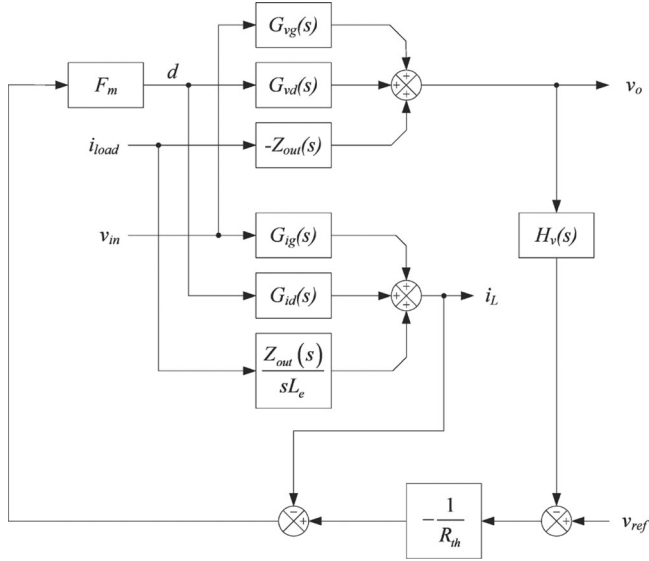 G_vg(s)
F_m
d
G_vd(s)
v_o
i_load
-Z_out(s)
v_in
G_ig(s)
H_v(s)
G_id(s)
i_L
Z_out(s)
sL_e
- 1
R_th
v_ref